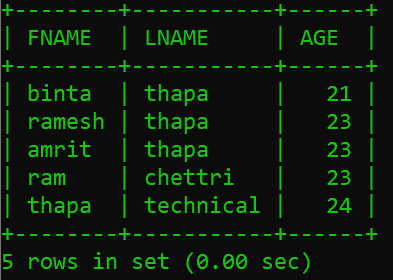 +--------+-----------+------+
| FNAME  | LNAME     | AGE  |
+--------+-----------+------+
| binta  | thapa     |   21 |
| ramesh | thapa     |   23 |
| amrit  | thapa     |   23 |
| ram    | chettri   |   23 |
| thapa  | technical |   24 |
+--------+-----------+------+
5 rows in set (0.00 sec)